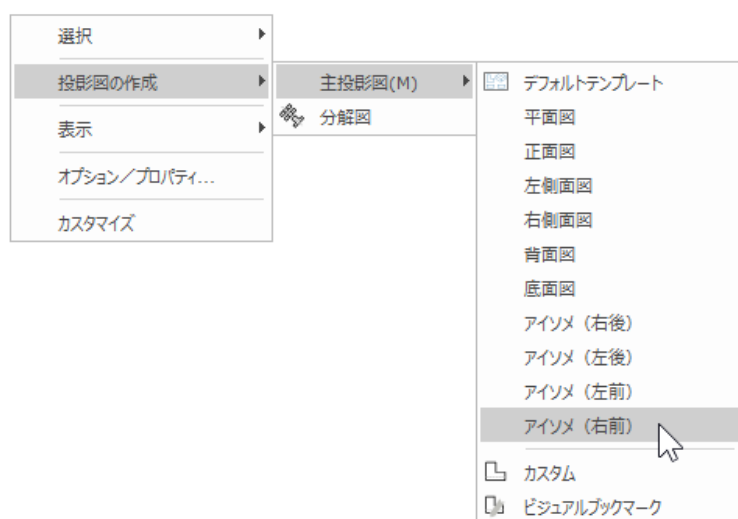 選択
投影図の作成
表示
オプション／プロパティ...
カスタマイズ
主投影図(M)
分解図
デフォルトテンプレート
平面図
正面図
左側面図
右側面図
背面図
底面図
アイソメ（右後）
アイソメ（左後）
アイソメ（左前）
アイソメ（右前）
カスタム
ビジュアルブックマーク